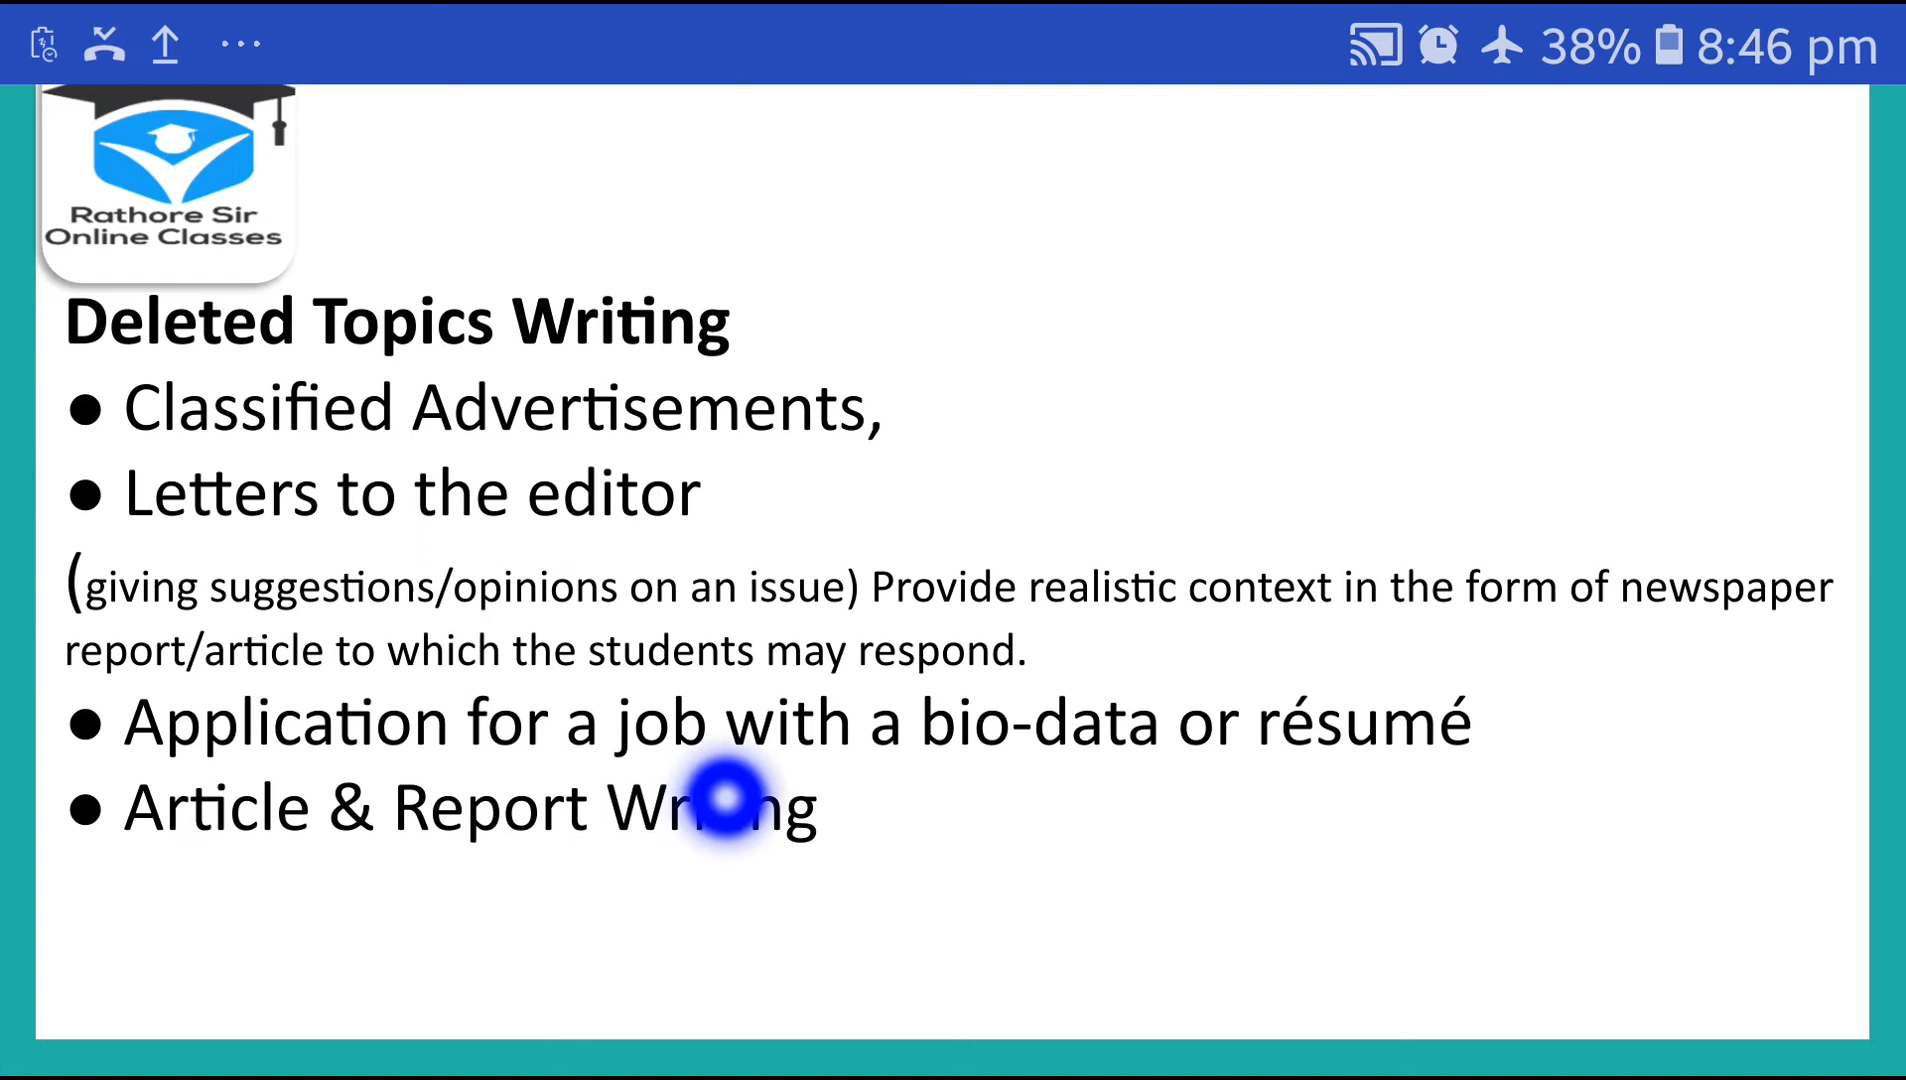 38% 8:46 pm
Rathore Sir
Online Classes
Deleted Topics Writing
● Classified Advertisements,
● Letters to the editor
(giving suggestions/opinions on an issue) Provide realistic context in the form of newspaper
report/article to which the students may respond.
● Application for a job with a bio-data or résumé
● Article & Report Writing